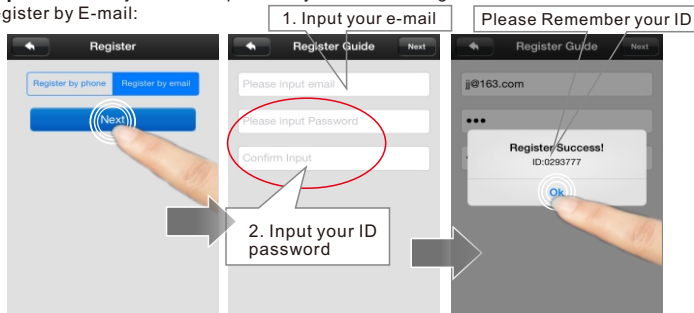 egister by E-mail:
1. Input your e-mail
Please Remember your ID
Register
Register by phone
Register by email
Next
Register Guide
Next
Please input email
Please input Password
Confirm Input
2. Input your ID
password
Register Guide
Next
jj@163.com
Register Success!
ID:0293777
Ok